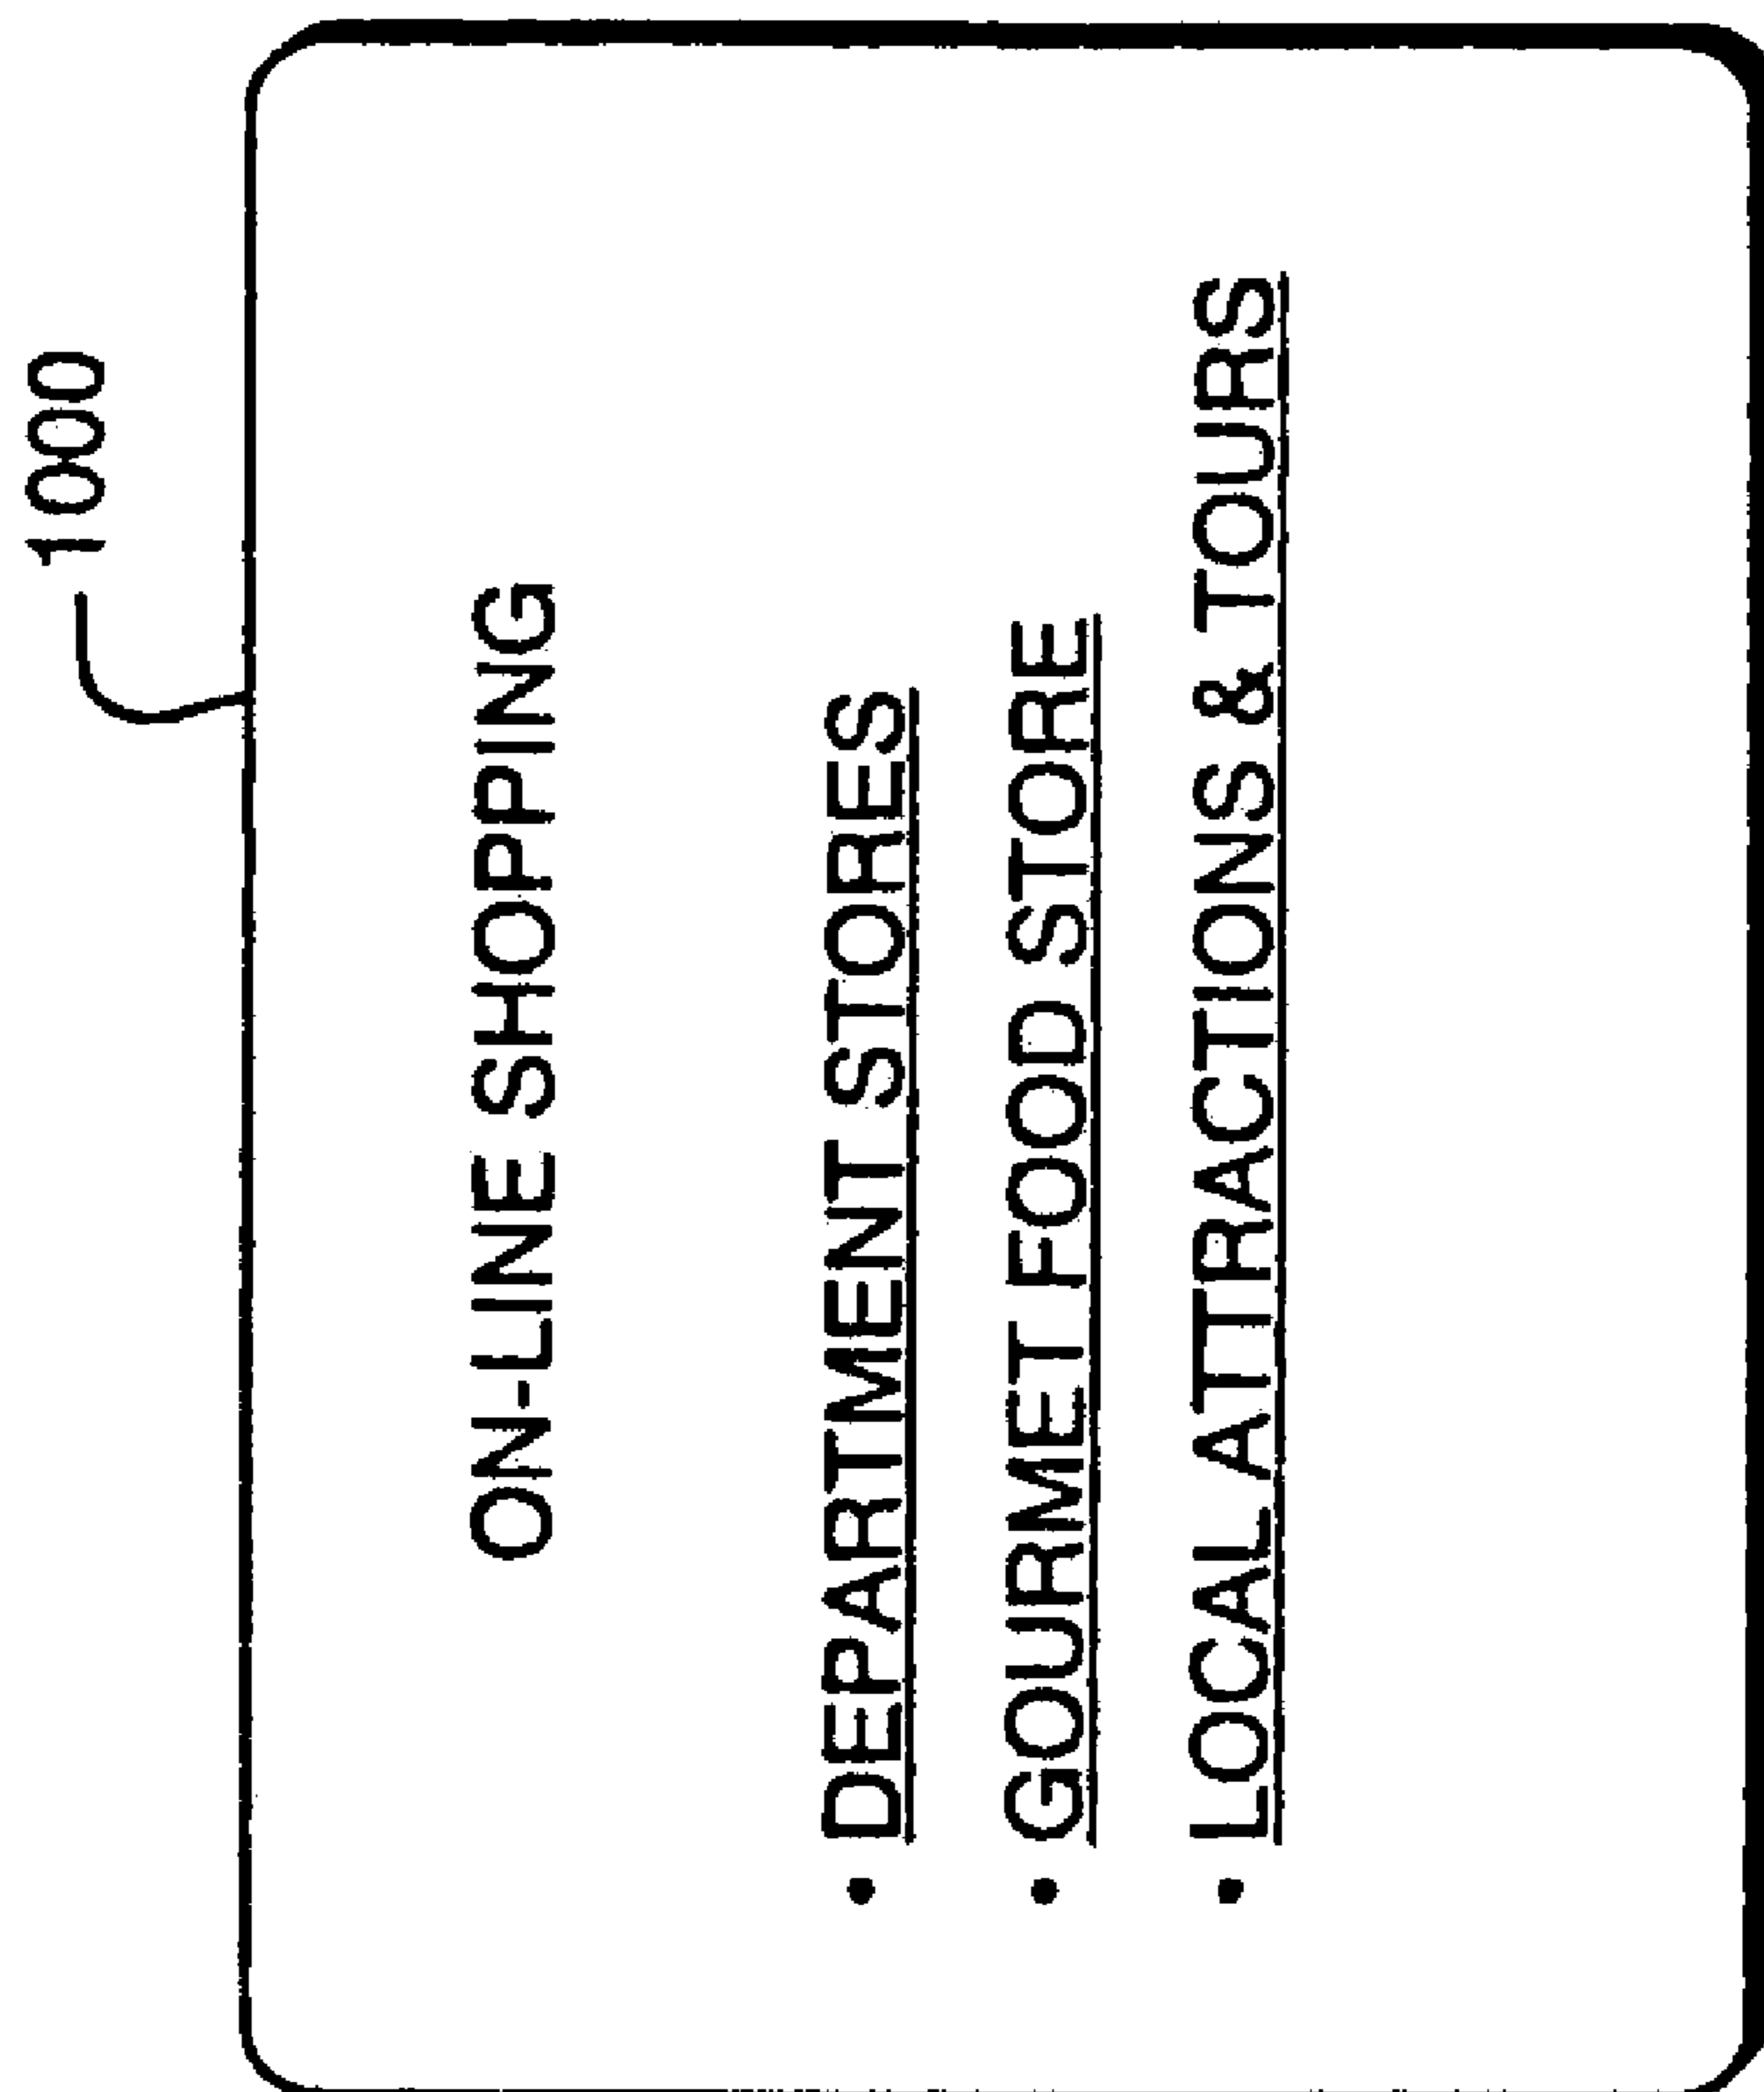 1000
ON-LINE SHOPPING
• DEPARTMENT STORES
• GOURMET FOOD STORE
• LOCAL ATTRACTIONS & TOURS